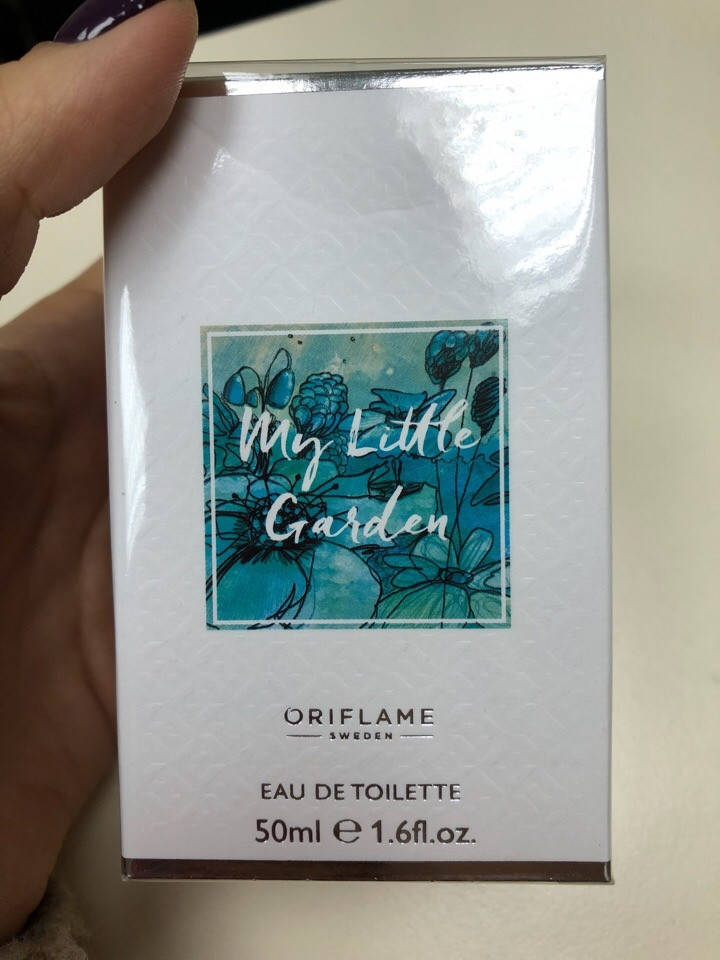 My Little
Garden
ORIFLAME
SWEDEN
EAU DE TOILETTE
50ml ℮ 1.6fl.oz.